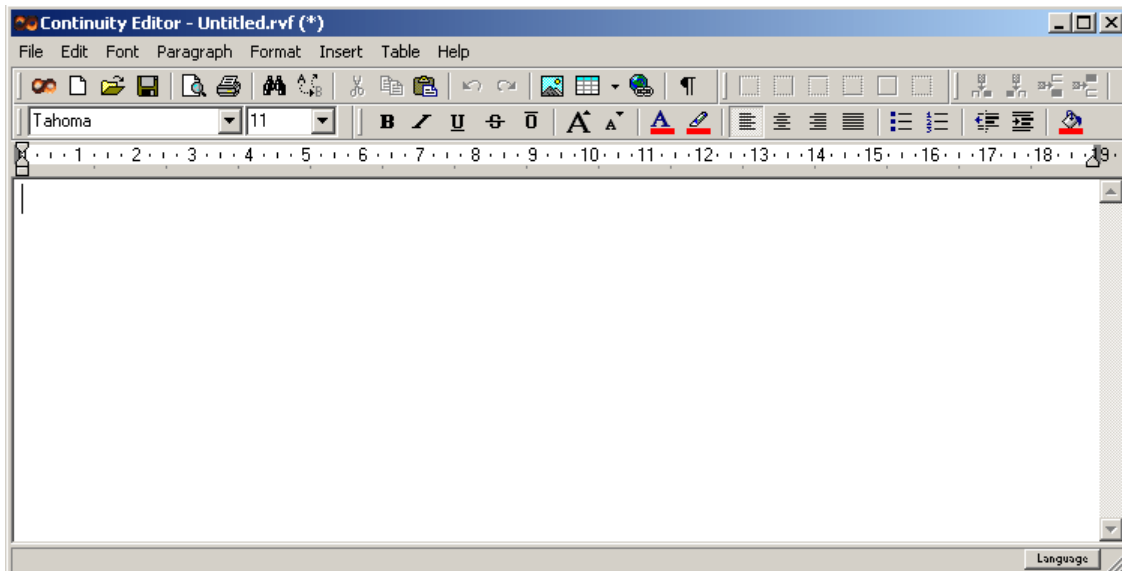 Continuity Editor - Untitled.rvf (*)
File Edit Font Paragraph Format Insert Table Help
Tahoma 11 B I U S O A A A
1 2 3 4 5 6 7 8 9 10 11 12 13 14 15 16 17 18 19
Language